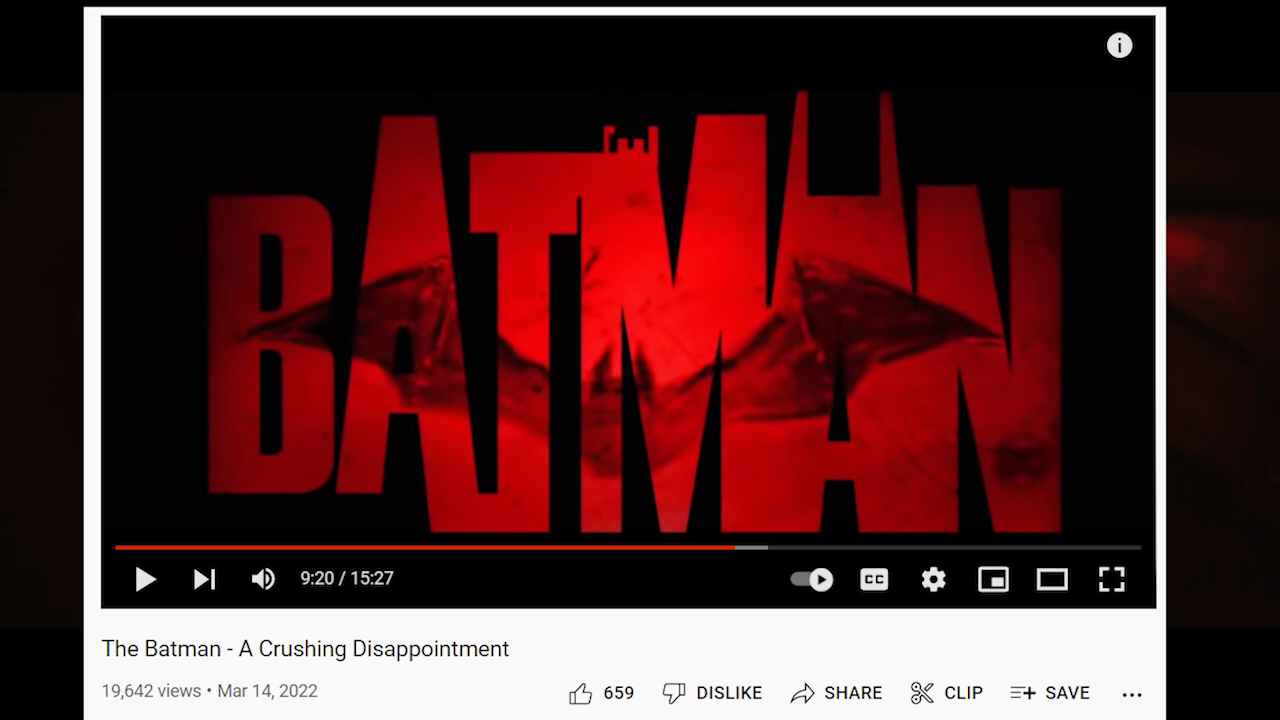 BATMAN
9:20 / 15:27
CC
The Batman - A Crushing Disappointment
19,642 views • Mar 14, 2022
659 DISLIKE SHARE CLIP SAVE